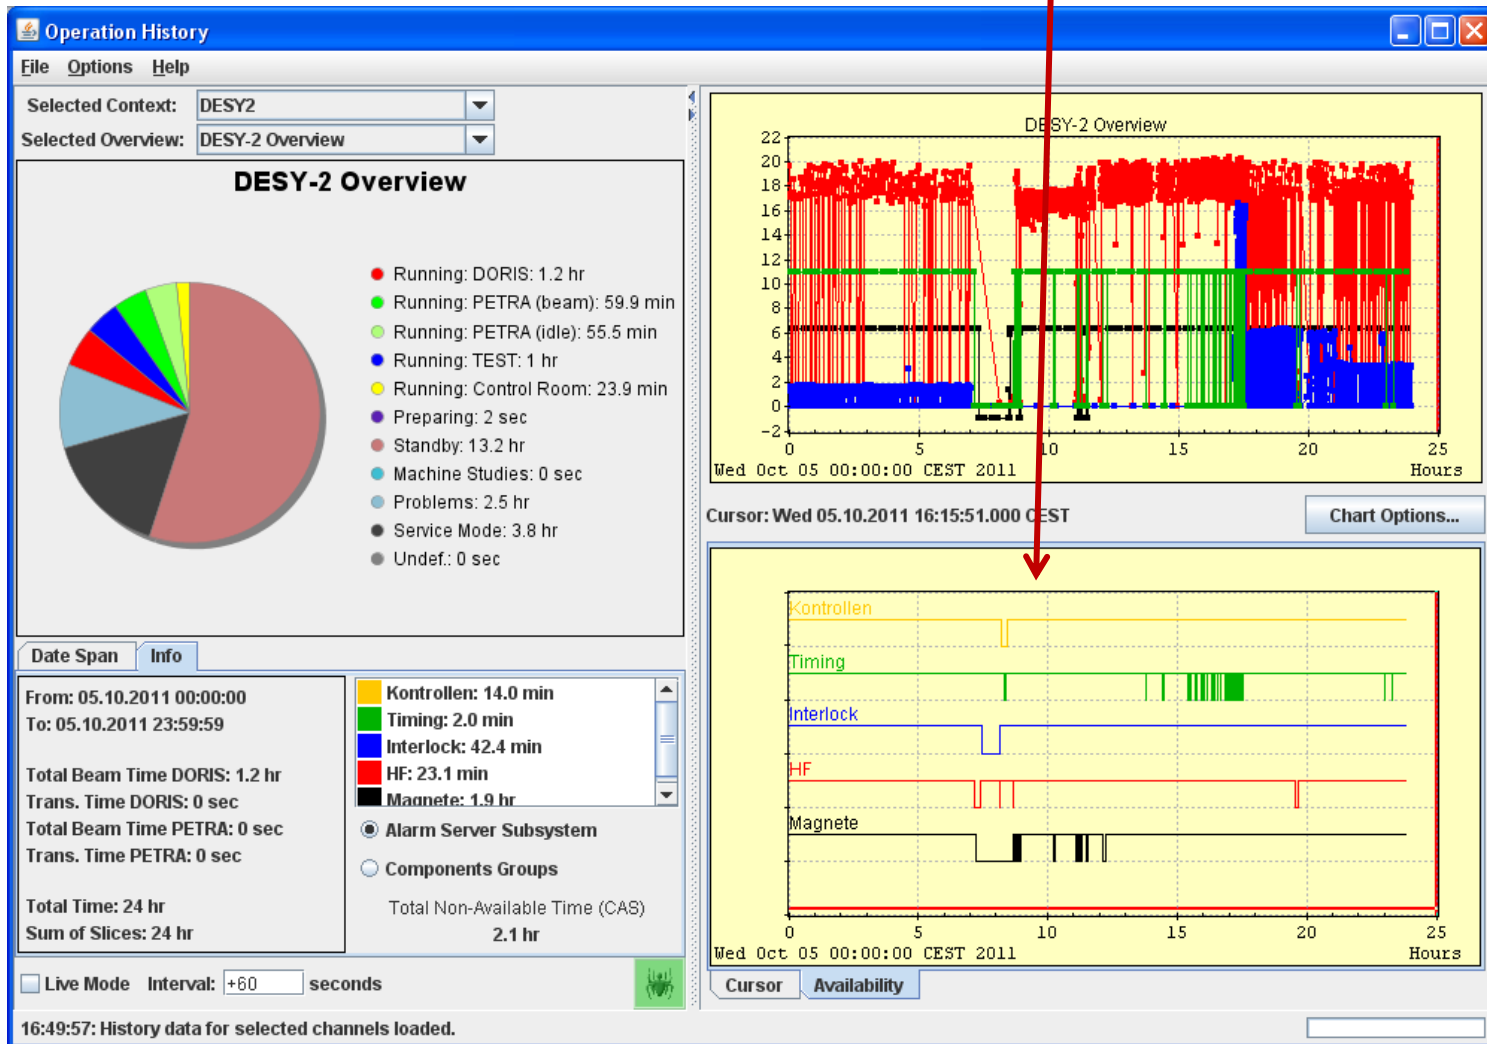 Operation History
File Options Help
Selected Context: DESY2
Selected Overview: DESY-2 Overview
DESY-2 Overview
Running: DORIS: 1.2 hr
Running: PETRA (beam): 59.9 min
Running: PETRA (idle): 55.5 min
Running: TEST: 1 hr
Running: Control Room: 23.9 min
Preparing: 2 sec
Standby: 13.2 hr
Machine Studies: 0 sec
Problems: 2.5 hr
Service Mode: 3.8 hr
Undef.: 0 sec
Date Span Info
From: 05.10.2011 00:00:00
To: 05.10.2011 23:59:59
Total Beam Time DORIS: 1.2 hr
Trans. Time DORIS: 0 sec
Total Beam Time PETRA: 0 sec
Trans. Time PETRA: 0 sec
Total Time: 24 hr
Sum of Slices: 24 hr
Kontrollen: 14.0 min
Timing: 2.0 min
Interlock: 42.4 min
HF: 23.1 min
Magnete: 1.9 hr
Alarm Server Subsystem
Components Groups
Total Non-Available Time (CAS)
2.1 hr
Live Mode Interval: +60 seconds
16:49:57: History data for selected channels loaded.
DESY-2 Overview
22
20
18
16
14
12
10
8
6
4
2
0
-2
0 5 10 15 20 25
Wed Oct 05 00:00:00 CEST 2011 Hours
Cursor: Wed 05.10.2011 16:15:51.000 CEST
Chart Options...
Kontrollen
Timing
Interlock
HF
Magnete
0 5 10 15 20 25
Wed Oct 05 00:00:00 CEST 2011 Hours
Cursor Availability